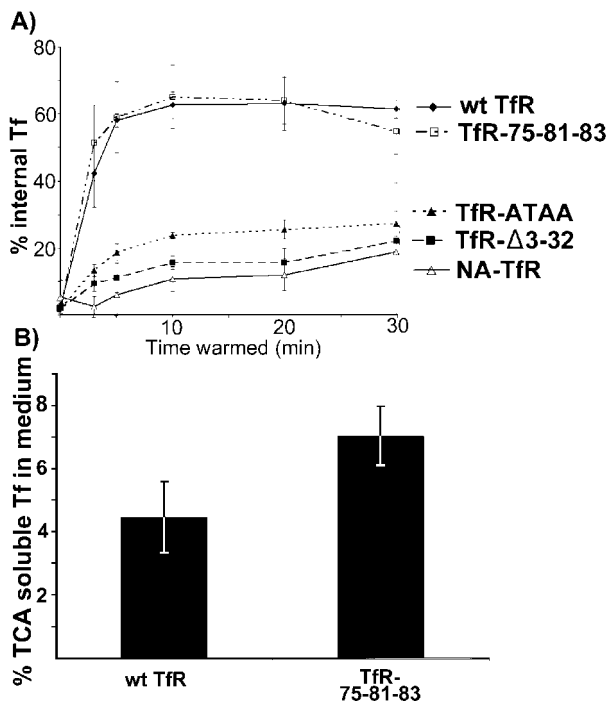 A)
80
60
40
20
% internal Tf
0
10
20
30
Time warmed (min)
wt TfR
TfR-75-81-83
TfR-ATAA
TfR-Δ3-32
NA-TfR
B)
8
6
4
2
% TCA soluble Tf in medium
wt TfR
TfR-
75-81-83